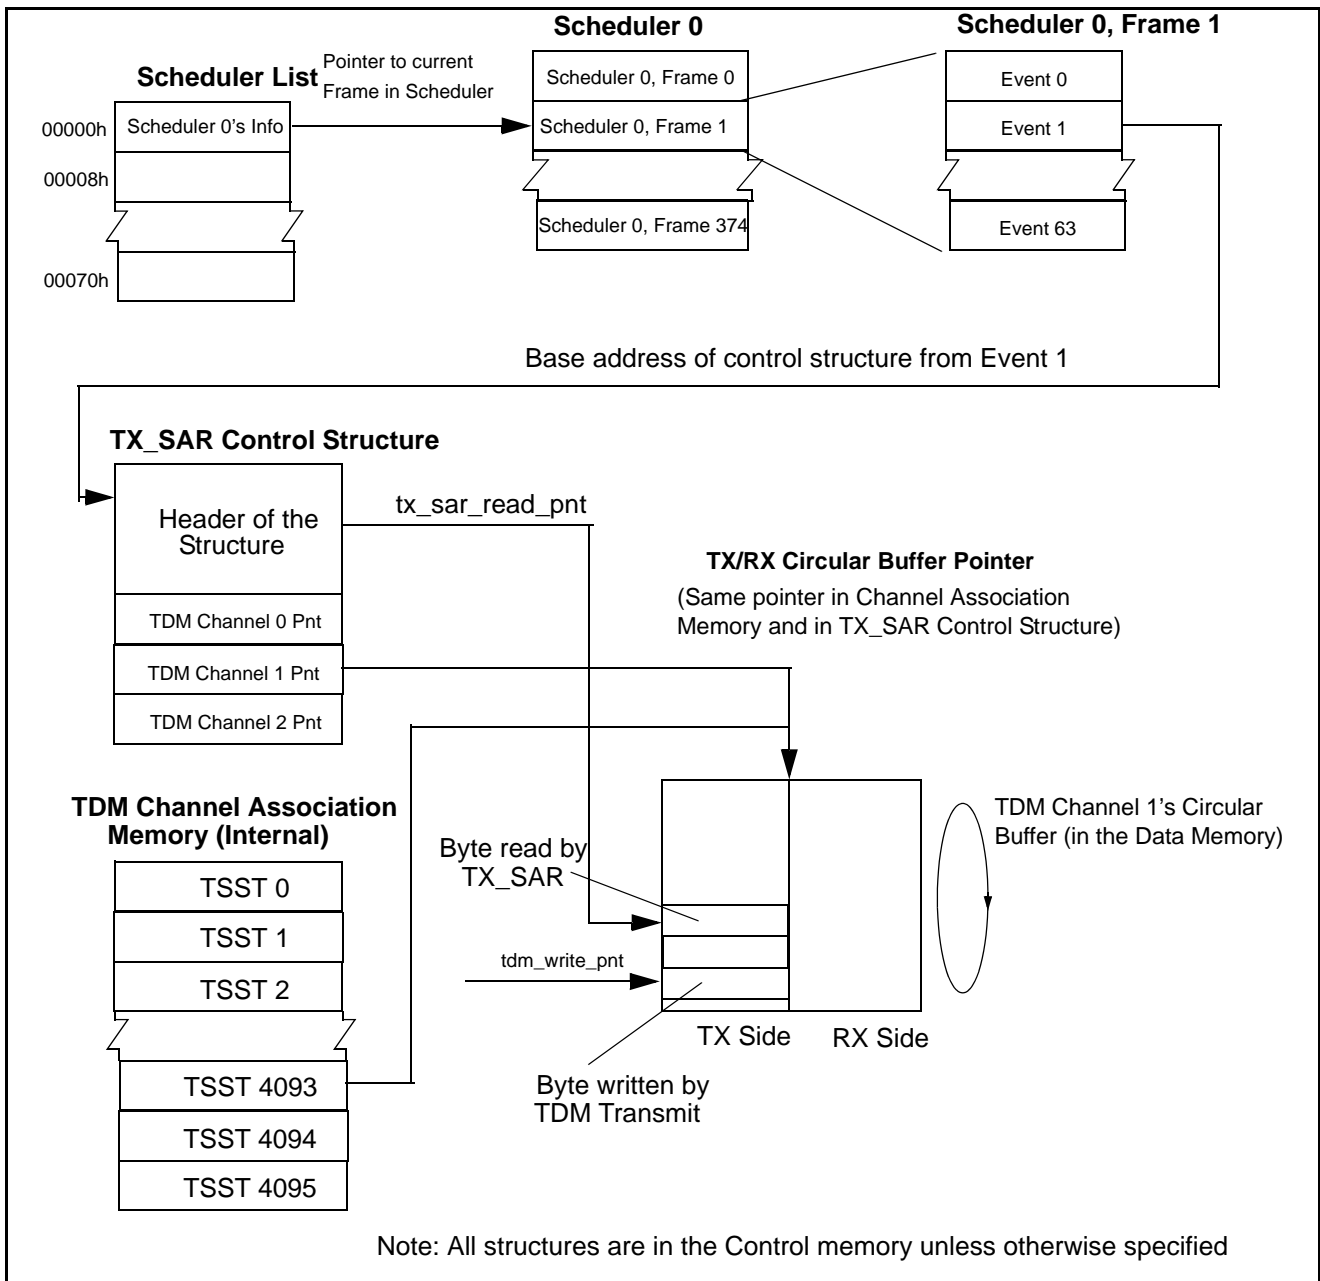 Scheduler 0
Scheduler 0, Frame 1
Scheduler List
Pointer to current
Frame in Scheduler
Scheduler 0, Frame 0
Scheduler 0, Frame 1
Scheduler 0, Frame 374
Event 0
Event 1
Event 63
00000h
Scheduler 0's Info
00008h
00070h
Base address of control structure from Event 1
TX_SAR Control Structure
Header of the
Structure
tx_sar_read_pnt
TDM Channel 0 Pnt
TDM Channel 1 Pnt
TDM Channel 2 Pnt
TX/RX Circular Buffer Pointer
(Same pointer in Channel Association
Memory and in TX_SAR Control Structure)
TDM Channel Association
Memory (Internal)
TSST 0
TSST 1
TSST 2
TSST 4093
TSST 4094
TSST 4095
Byte read by
TX_SAR
tdm_write_pnt
TDM Channel 1's Circular
Buffer (in the Data Memory)
TX Side
RX Side
Byte written by
TDM Transmit
Note: All structures are in the Control memory unless otherwise specified